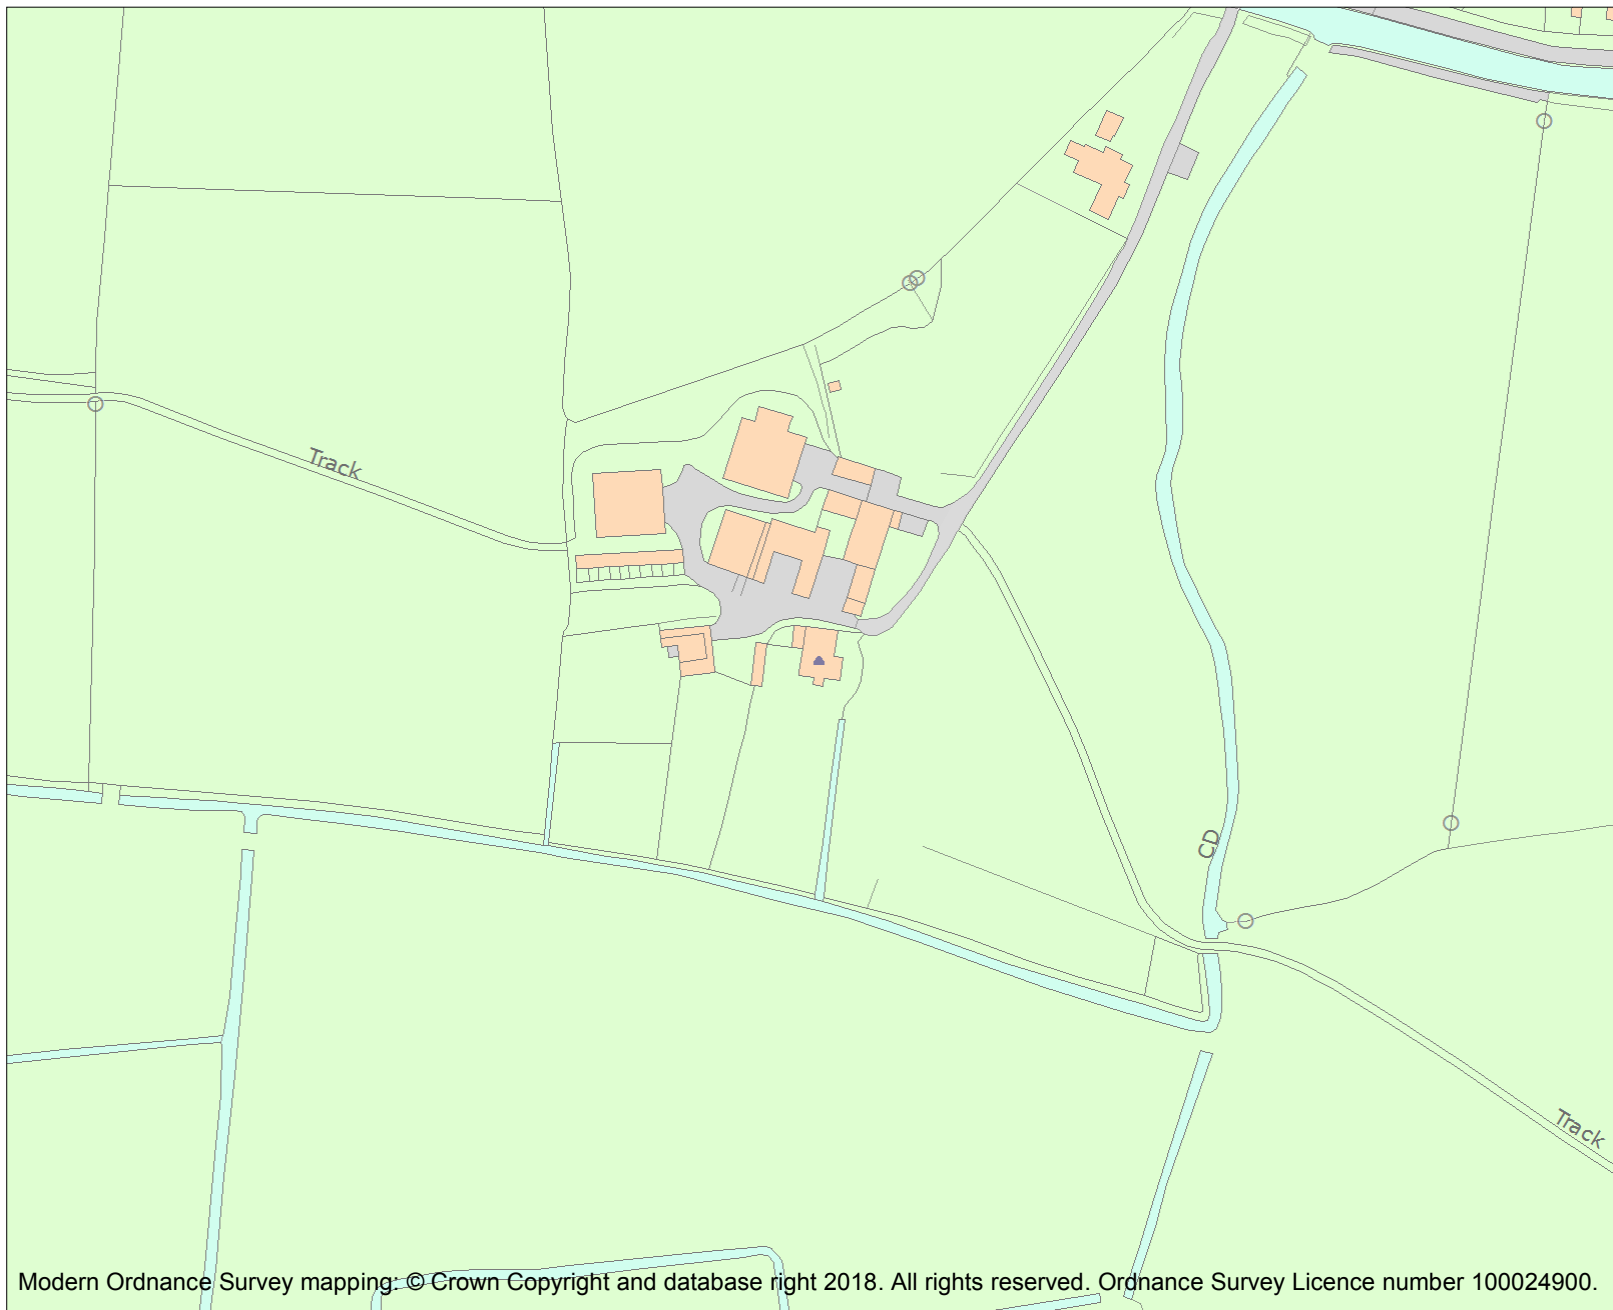 Track
CD
Track
Modern Ordnance Survey mapping: © Crown Copyright and database right 2018. All rights reserved. Ordnance Survey Licence number 100024900.